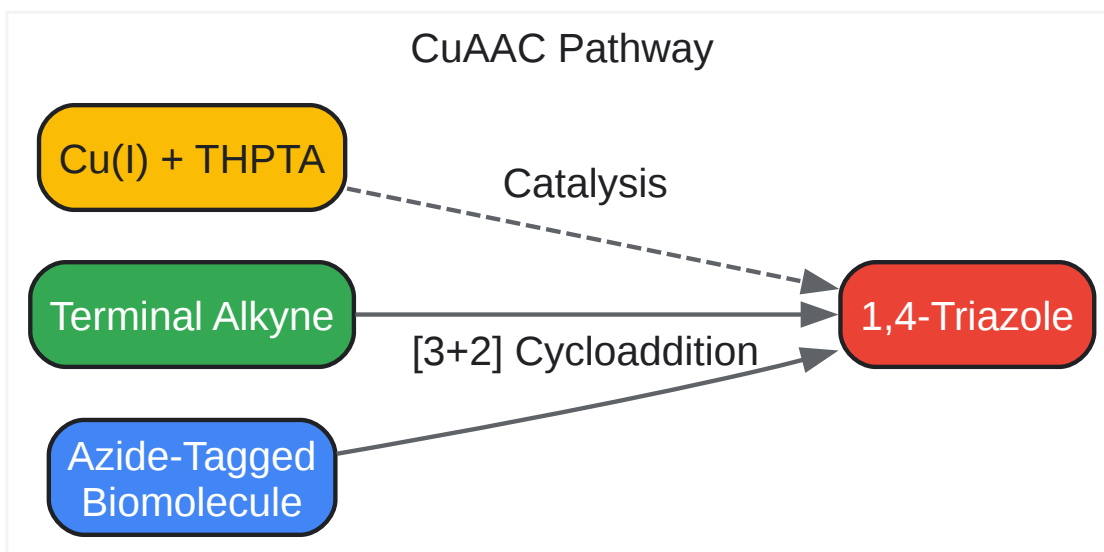 CuAAC Pathway
Cu(I) + THPTA
Catalysis
Terminal Alkyne
1,4-Triazole
[3+2] Cycloaddition
Azide-Tagged
Biomolecule